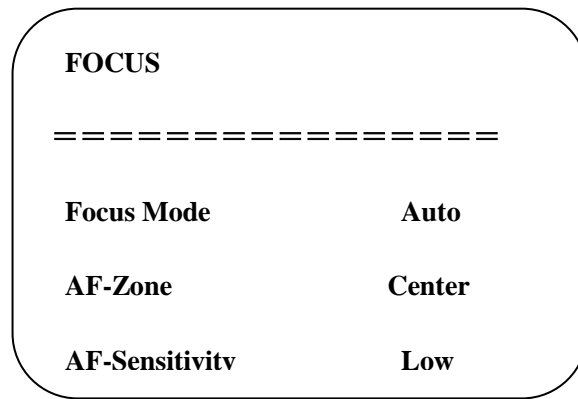 FOCUS
=================
Focus Mode Auto
AF-Zone Center
AF-Sensitivity Low